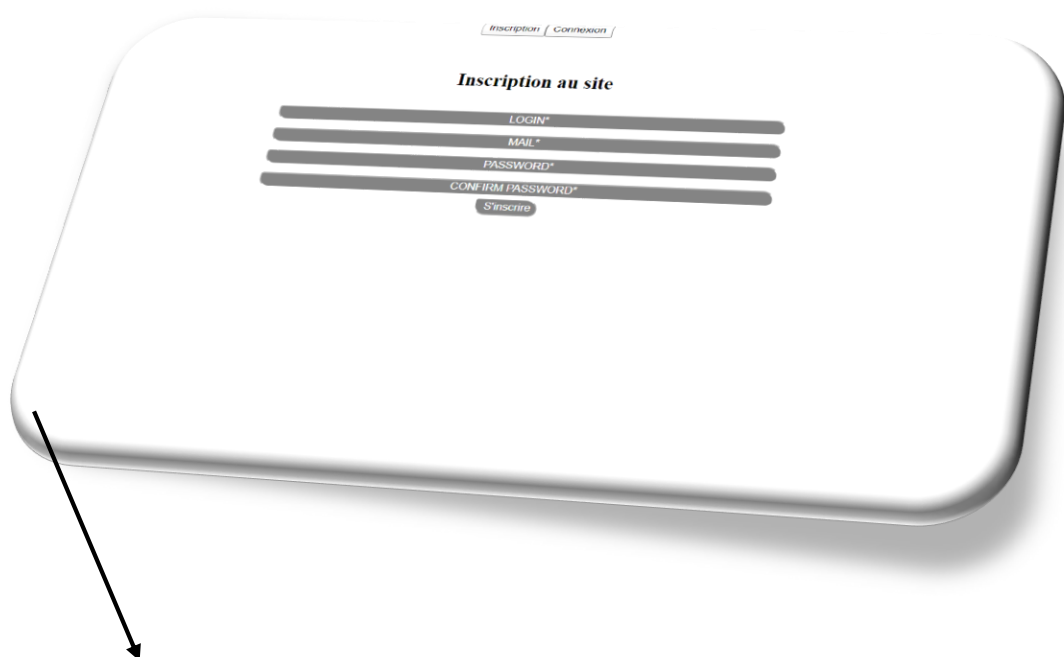 Inscription Connexion
Inscription au site
LOGIN*
MAIL*
PASSWORD*
CONFIRM PASSWORD*
S'inscrire